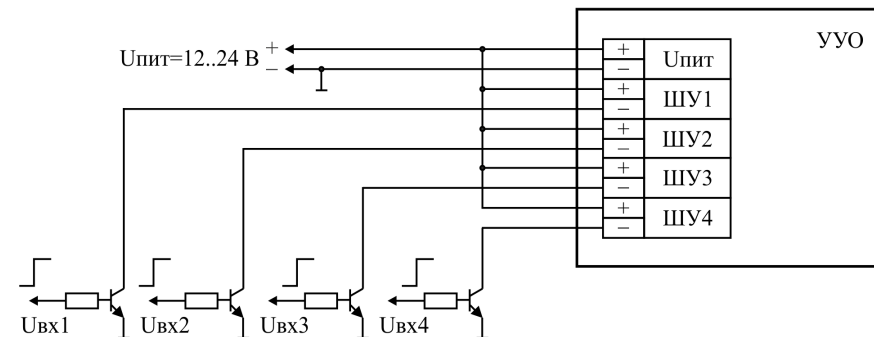 УУО
Uпит=12..24 В + −
+ Uпит
−
+ ШУ1
−
+ ШУ2
−
+ ШУ3
−
+ ШУ4
−
Uвх1 Uвх2 Uвх3 Uвх4